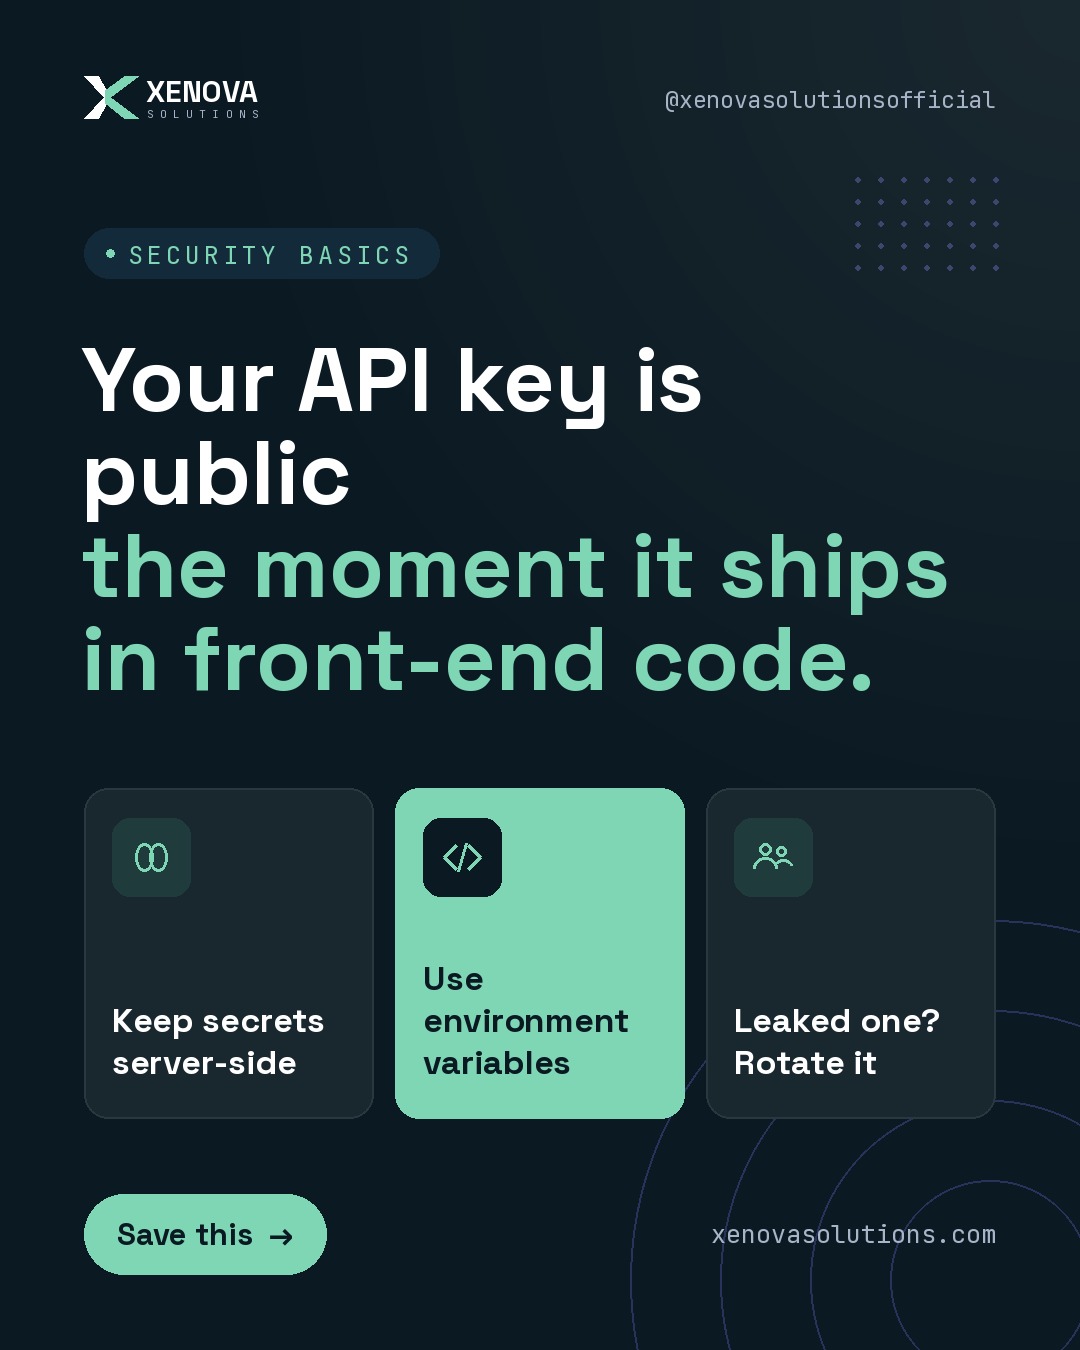 XENOVA
SOLUTIONS
@xenovasolutionsofficial
SECURITY BASICS
Your API key is
public
the moment it ships
in front-end code.
Keep secrets
server-side
Use
environment
variables
Leaked one?
Rotate it
Save this →
xenovasolutions.com